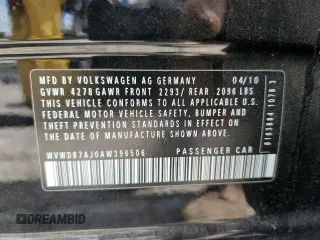 MFD BY VOLKSWAGEN AG GERMANY 04/10
GVWR 4278 GAWR FRONT 2293/ REAR 2096 LBS
THIS VEHICLE CONFORMS TO ALL APPLICABLE U.S.
FEDERAL MOTOR VEHICLE SAFETY, BUMPER AND
THEFT PREVENTION STANDARDS IN EFFECT ON THE
DATE OF MANUFACTURE SHOWN ABOVE
WVWDB7AJ0AW396506 PASSENGER CAR
AUTOBIDMASTER